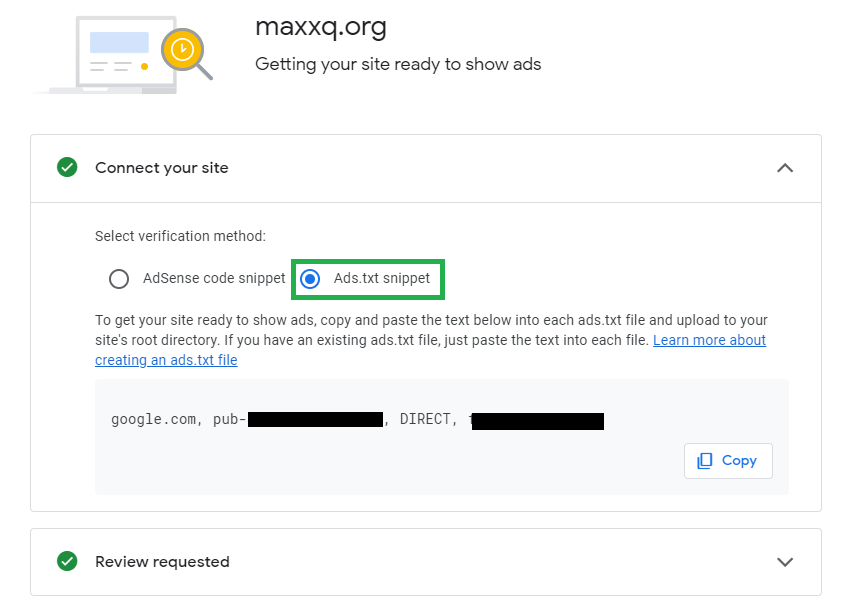 maxxq.org
Getting your site ready to show ads
Connect your site
Select verification method:
AdSense code snippet Ads.txt snippet
To get your site ready to show ads, copy and paste the text below into each ads.txt file and upload to your
site's root directory. If you have an existing ads.txt file, just paste the text into each file. Learn more about
creating an ads.txt file
google.com, pub- , DIRECT,
Copy
Review requested